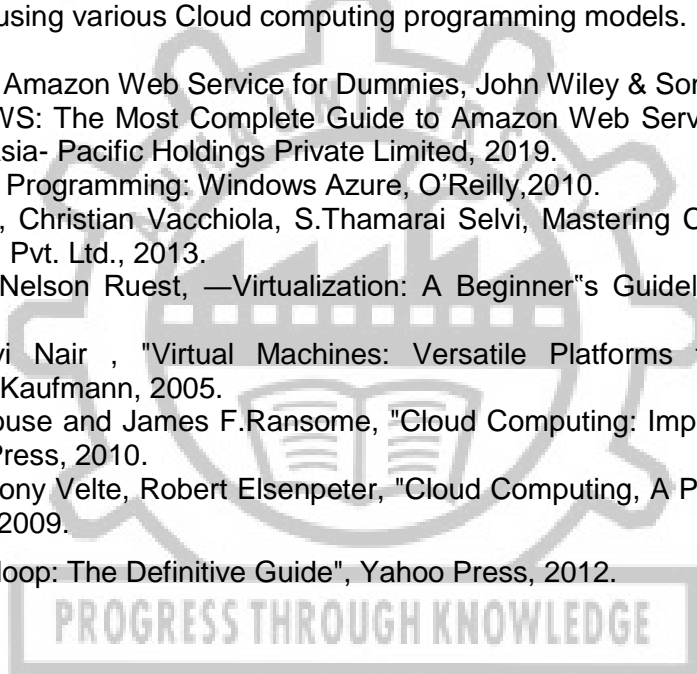 using various Cloud computing programming models.
Amazon Web Service for Dummies, John Wiley & Sor
WS: The Most Complete Guide to Amazon Web Serv
Asia- Pacific Holdings Private Limited, 2019.
Programming: Windows Azure, O'Reilly,2010.
, Christian Vacchiola, S.Thamarai Selvi, Mastering C
Pvt. Ltd., 2013.
Nelson Ruest, —Virtualization: A Beginner‟s Guidel
vi Nair , "Virtual Machines: Versatile Platforms
Kaufmann, 2005.
ouse and James F.Ransome, "Cloud Computing: Imp
Press, 2010.
ony Velte, Robert Elsenpeter, "Cloud Computing, A P
2009.
loop: The Definitive Guide", Yahoo Press, 2012.
PROGRESS THROUGH KNOWLEDGE